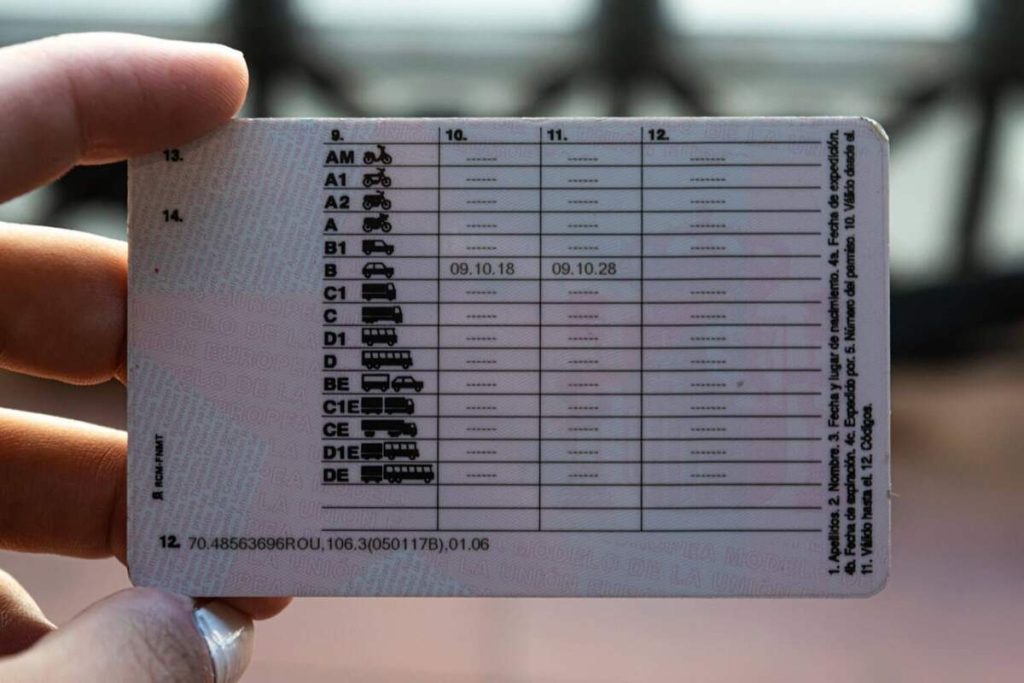 13.
14.
9. 10. 11. 12.
AM ------ ------ -------
A1 ------ ------ -------
A2 ------ ------ -------
A ------ ------ -------
B1 ------ ------ -------
B 09.10.18 09.10.28
C1 ------ ------ -------
C ------ ------ -------
D1 ------ ------ -------
D ------ ------ -------
BE ------ ------ -------
C1E ------ ------ -------
CE ------ ------ -------
D1E ------ ------ -------
DE ------ ------ -------
RCM-FNMT
12. 70.48563696ROU,106.3(050117B),01.06
1. Apellidos. 2. Nombre. 3. Fecha y lugar de nacimiento. 4a. Fecha de expedición.
4b. Fecha de expiración. 4c. Expedido por. 5. Número del permiso. 10. Válido desde el.
11. Válido hasta el. 12. Códigos.